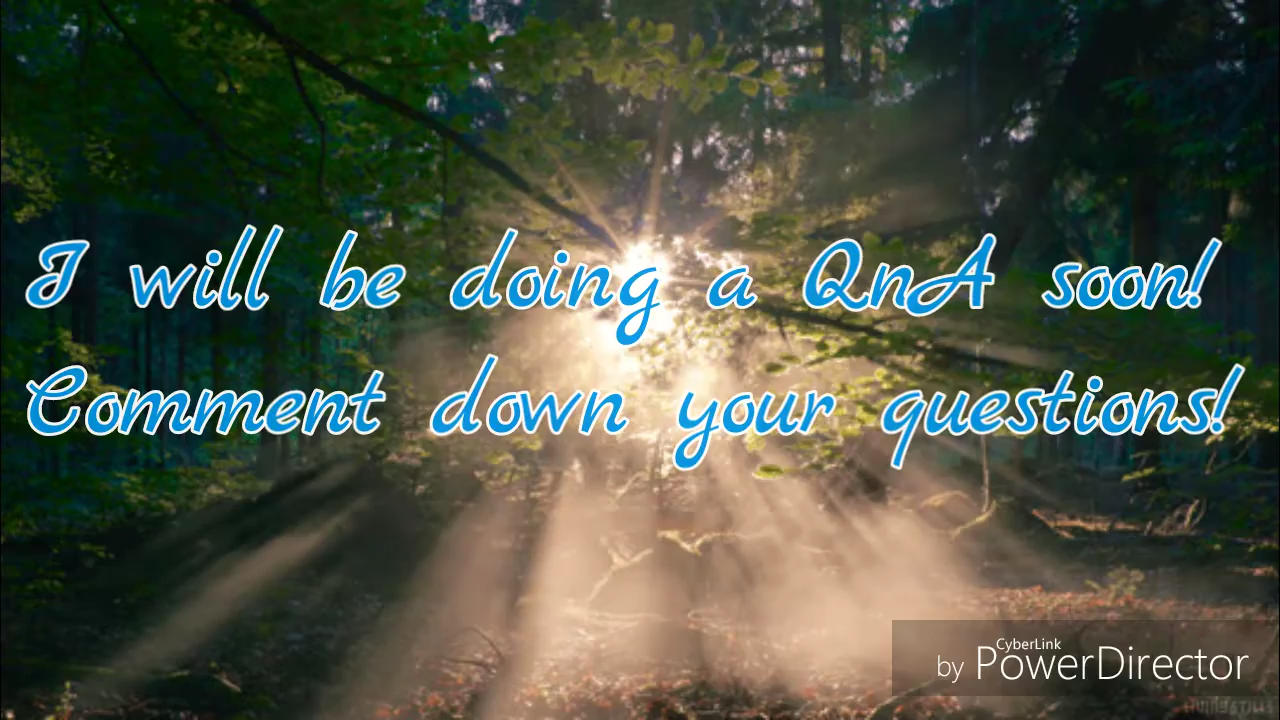 I will be doing a QnA soon!
Comment down your questions!
CyberLink
by PowerDirector